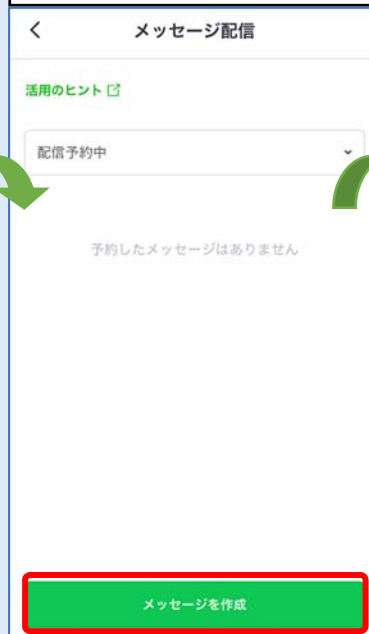 メッセージ配信
活用のヒント
配信予約中
予約したメッセージはありません
メッセージを作成